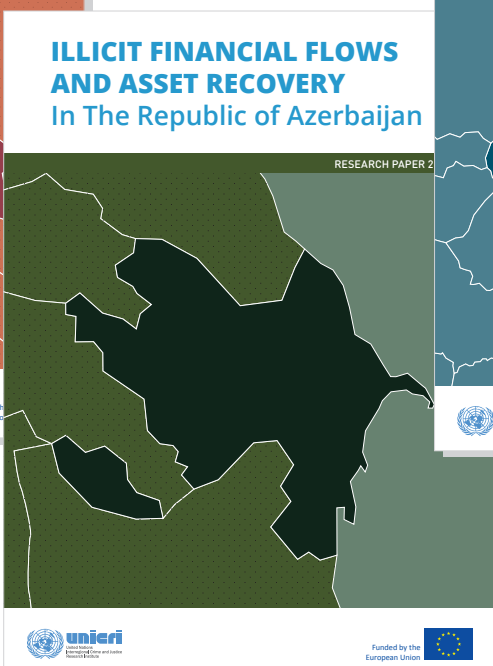 ILLICIT FINANCIAL FLOWS
AND ASSET RECOVERY
In The Republic of Azerbaijan
RESEARCH PAPER 2
unicri
United Nations
Interregional Crime and Justice
Research Institute
Funded by the
European Union